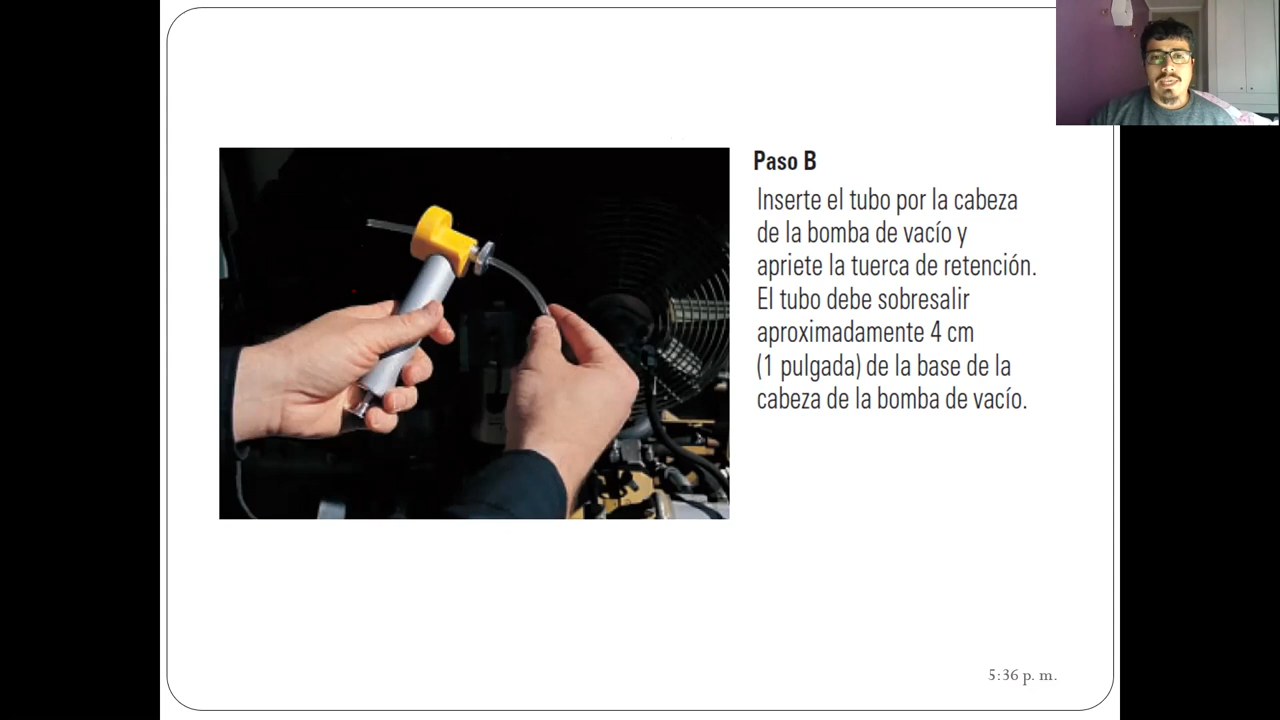 Paso B
Inserte el tubo por la cabeza
de la bomba de vacío y
apriete la tuerca de retención.
El tubo debe sobresalir
aproximadamente 4 cm
(1 pulgada) de la base de la
cabeza de la bomba de vacío.
5:36 p. m.